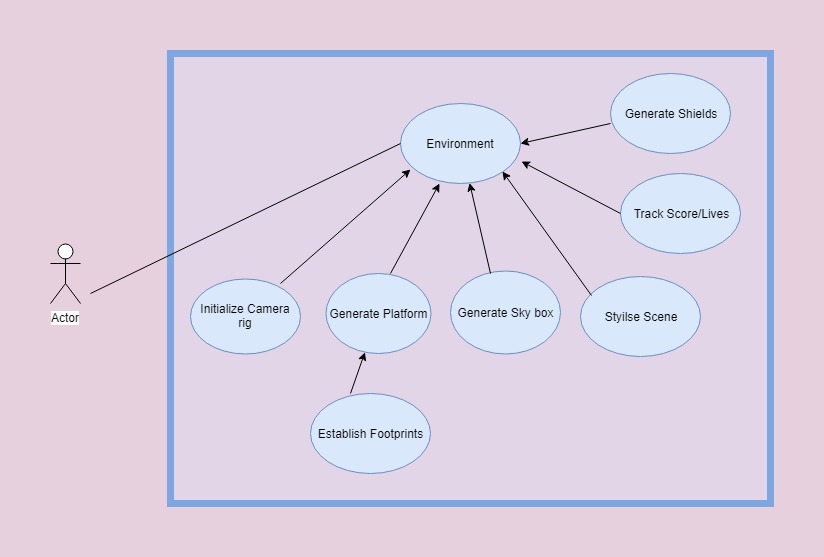 Generate Shields
Environment
Track Score/Lives
Initialize Camera
rig
Generate Platform
Generate Sky box
Styilse Scene
Actor
Establish Footprints